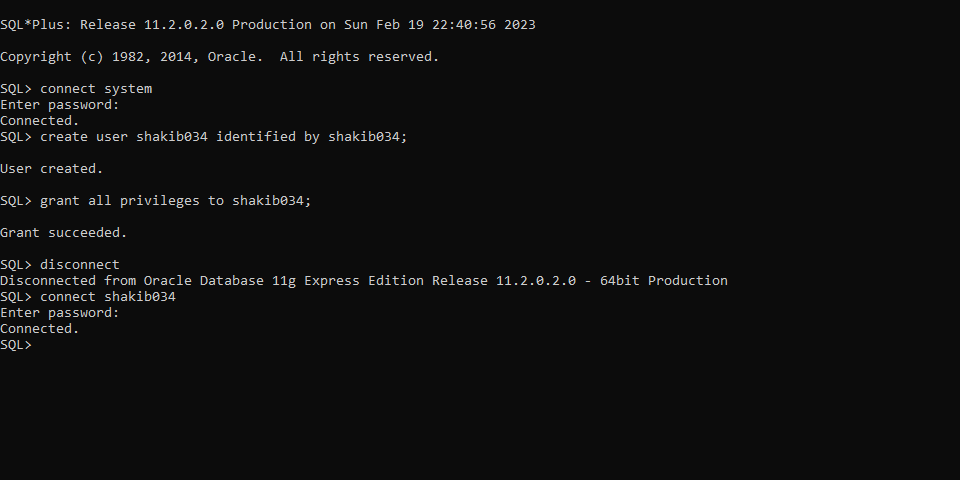 SQL*Plus: Release 11.2.0.2.0 Production on Sun Feb 19 22:40:56 2023
Copyright (c) 1982, 2014, Oracle.  All rights reserved.
SQL> connect system
Enter password:
Connected.
SQL> create user shakib034 identified by shakib034;
User created.
SQL> grant all privileges to shakib034;
Grant succeeded.
SQL> disconnect
Disconnected from Oracle Database 11g Express Edition Release 11.2.0.2.0 - 64bit Production
SQL> connect shakib034
Enter password:
Connected.
SQL>